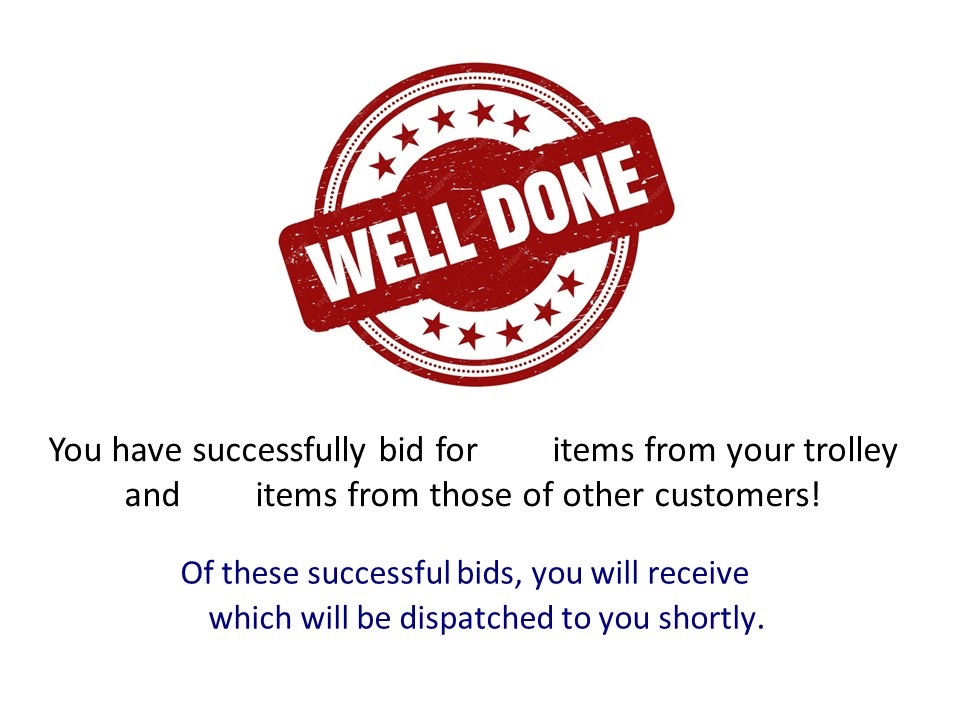 WELL DONE
You have successfully bid for items from your trolley
and items from those of other customers!
Of these successful bids, you will receive
which will be dispatched to you shortly.